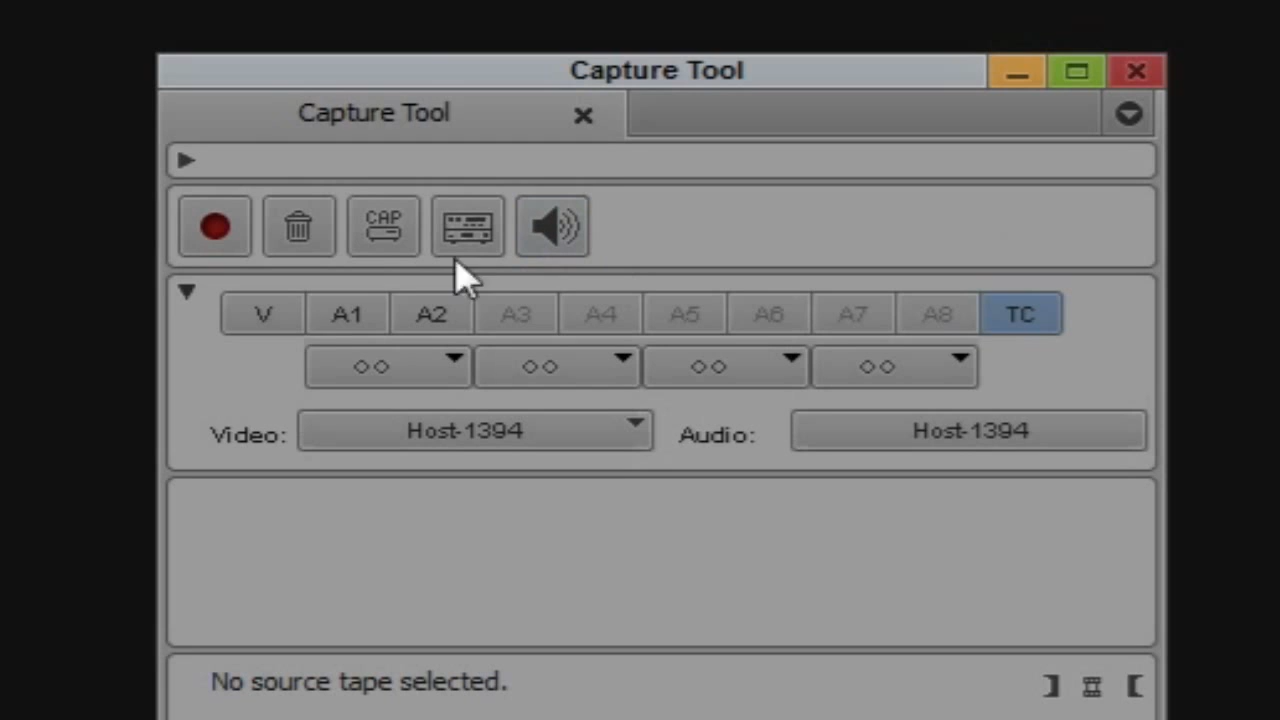 Capture Tool
Capture Tool
CAP
V A1 A2 A3 A4 A5 A6 A7 A8 TC
Video: Host-1394 Audio: Host-1394
No source tape selected.